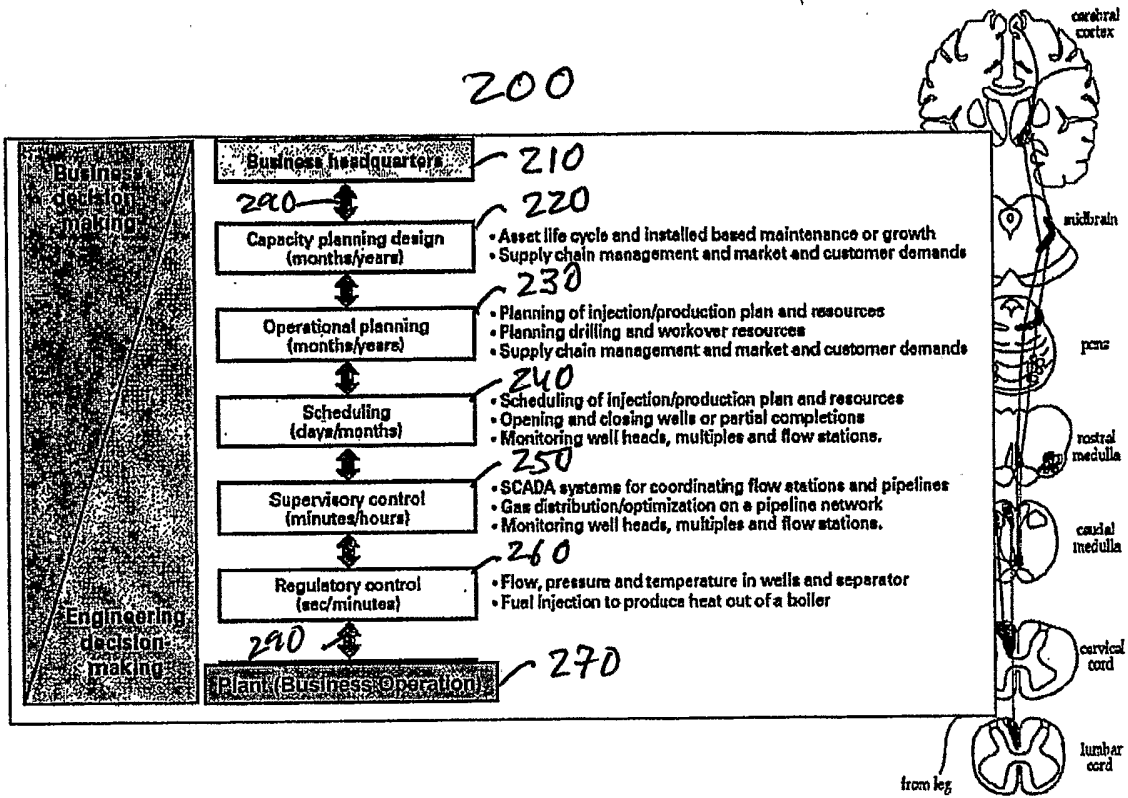 cerebral
cortex
200
Business headquarters
210
Business
decision-
making
290
220
Capacity planning design
(months/years)
• Asset life cycle and installed based maintenance or growth
• Supply chain management and market and customer demands
midbrain
230
Operational planning
(months/years)
• Planning of injection/production plan and resources
• Planning drilling and workover resources
• Supply chain management and market and customer demands
pons
240
Scheduling
(days/months)
• Scheduling of injection/production plan and resources
• Opening and closing wells or partial completions
• Monitoring well heads, multiples and flow stations.
rostral
medulla
250
Supervisory control
(minutes/hours)
• SCADA systems for coordinating flow stations and pipelines
• Gas distribution/optimization on a pipeline network
• Monitoring well heads, multiples and flow stations.
caudal
medulla
260
Regulatory control
(sec/minutes)
• Flow, pressure and temperature in wells and separator
• Fuel injection to produce heat out of a boiler
Engineering
decision-
making
290
cervical
cord
270
Plant (Business Operation)
lumbar
cord
from leg